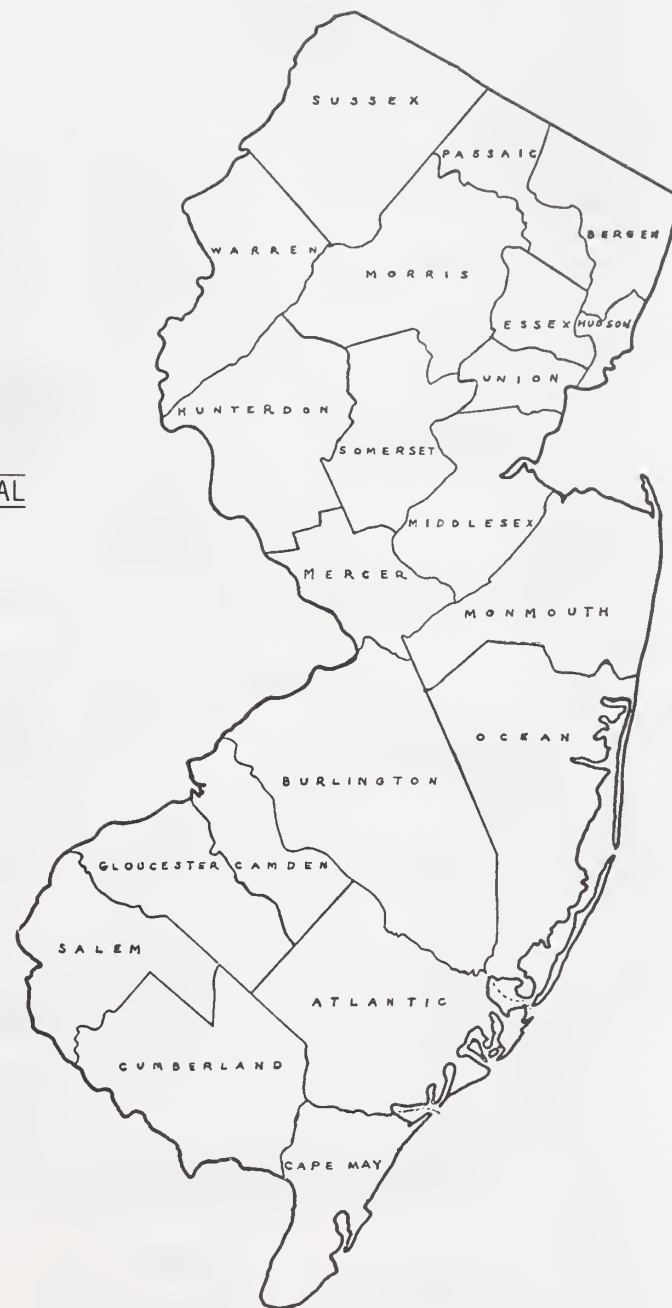 SUSSEX
PASSAIC
BERGEN
WARREN
MORRIS
ESSEX
HUDSON
UNION
HUNTERDON
SOMERSET
AL
MIDDLESEX
MERCER
MONMOUTH
OCEAN
BURLINGTON
GLOUCESTER
CAMDEN
SALEM
ATLANTIC
CUMBERLAND
CAPE MAY